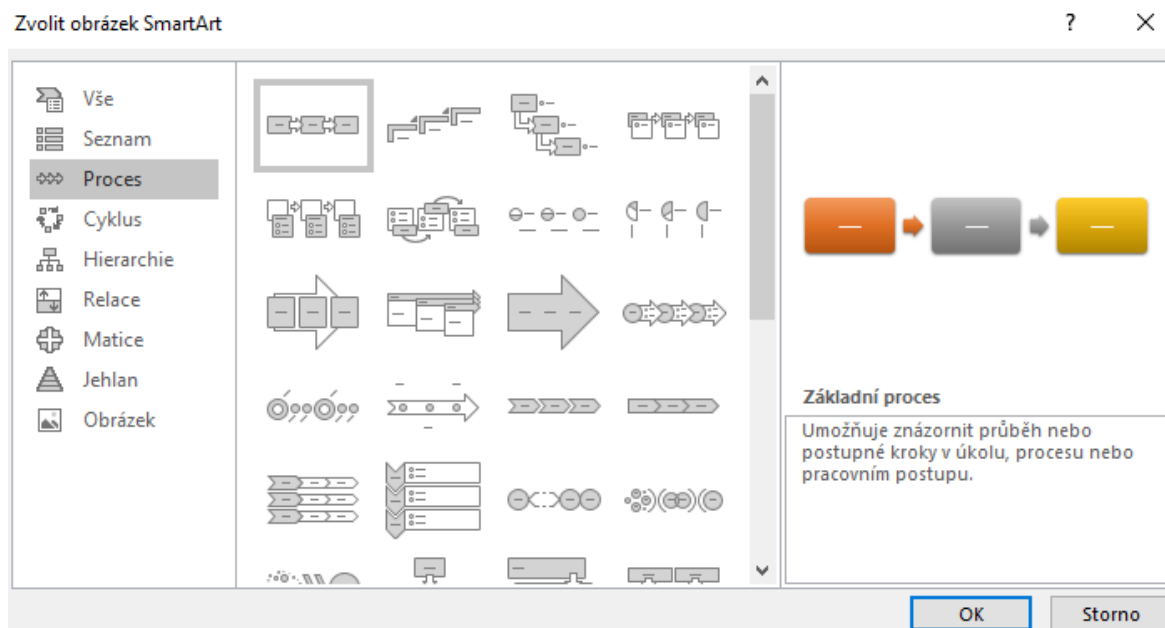 Zvolit obrázek SmartArt
?
Vše
Seznam
Proces
Cyklus
Hierarchie
Relace
Matice
Jehlan
Obrázek
Základní proces
Umožňuje znázornit průběh nebo
postupné kroky v úkolu, procesu nebo
pracovním postupu.
OK
Storno